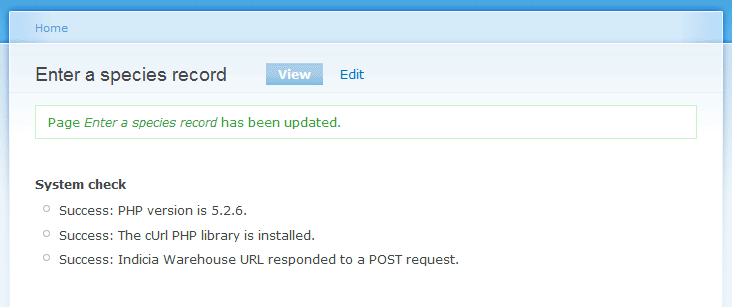 Home
Enter a species record View Edit
Page Enter a species record has been updated.
System check
Success: PHP version is 5.2.6.
Success: The cUrl PHP library is installed.
Success: Indicia Warehouse URL responded to a POST request.